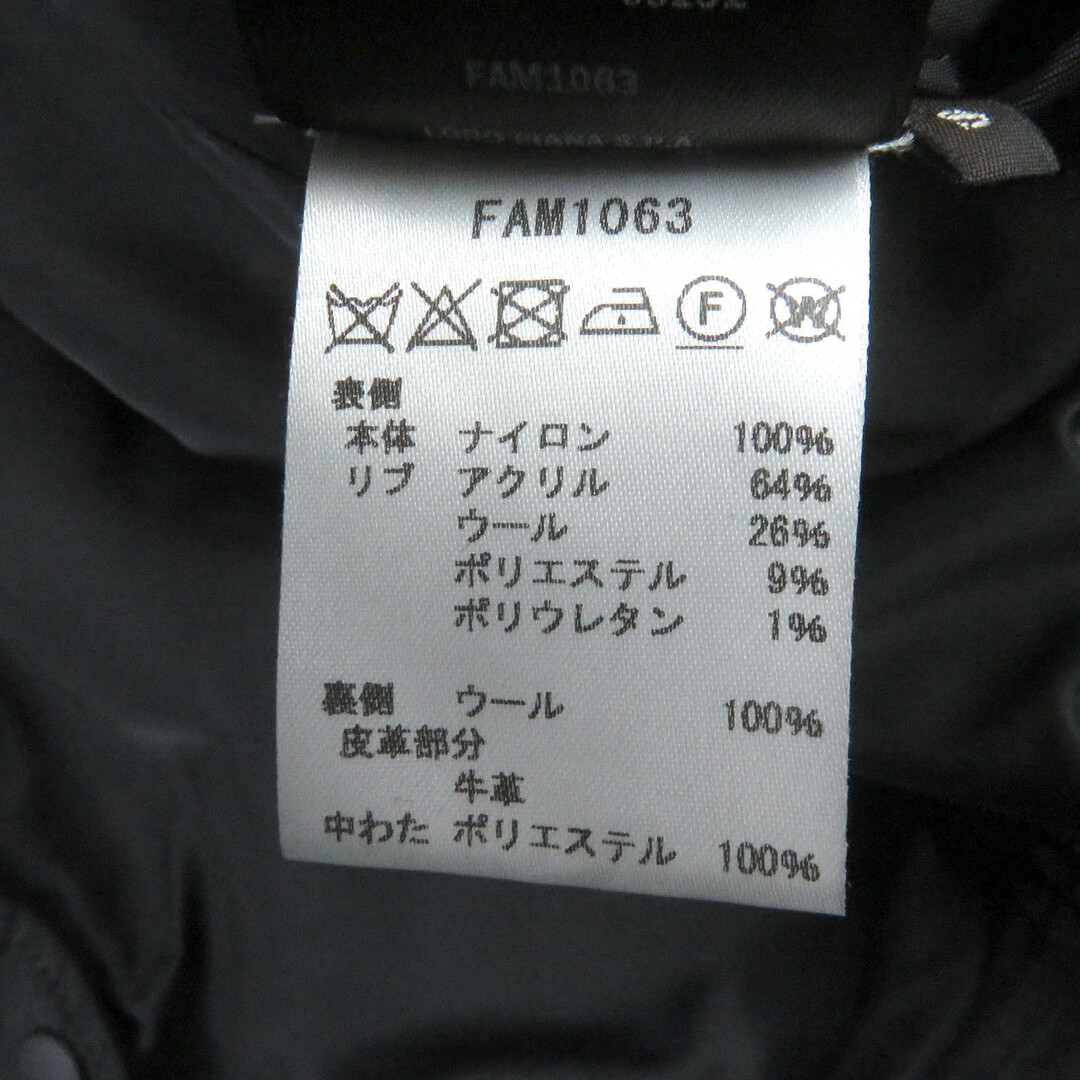 FAM1063
FAM1063
F W
表側
本体 ナイロン 100%
リブ アクリル 64%
ウール 26%
ポリエステル 9%
ポリウレタン 1%
裏側 ウール 100%
皮革部分
牛革
中わた ポリエステル 100%